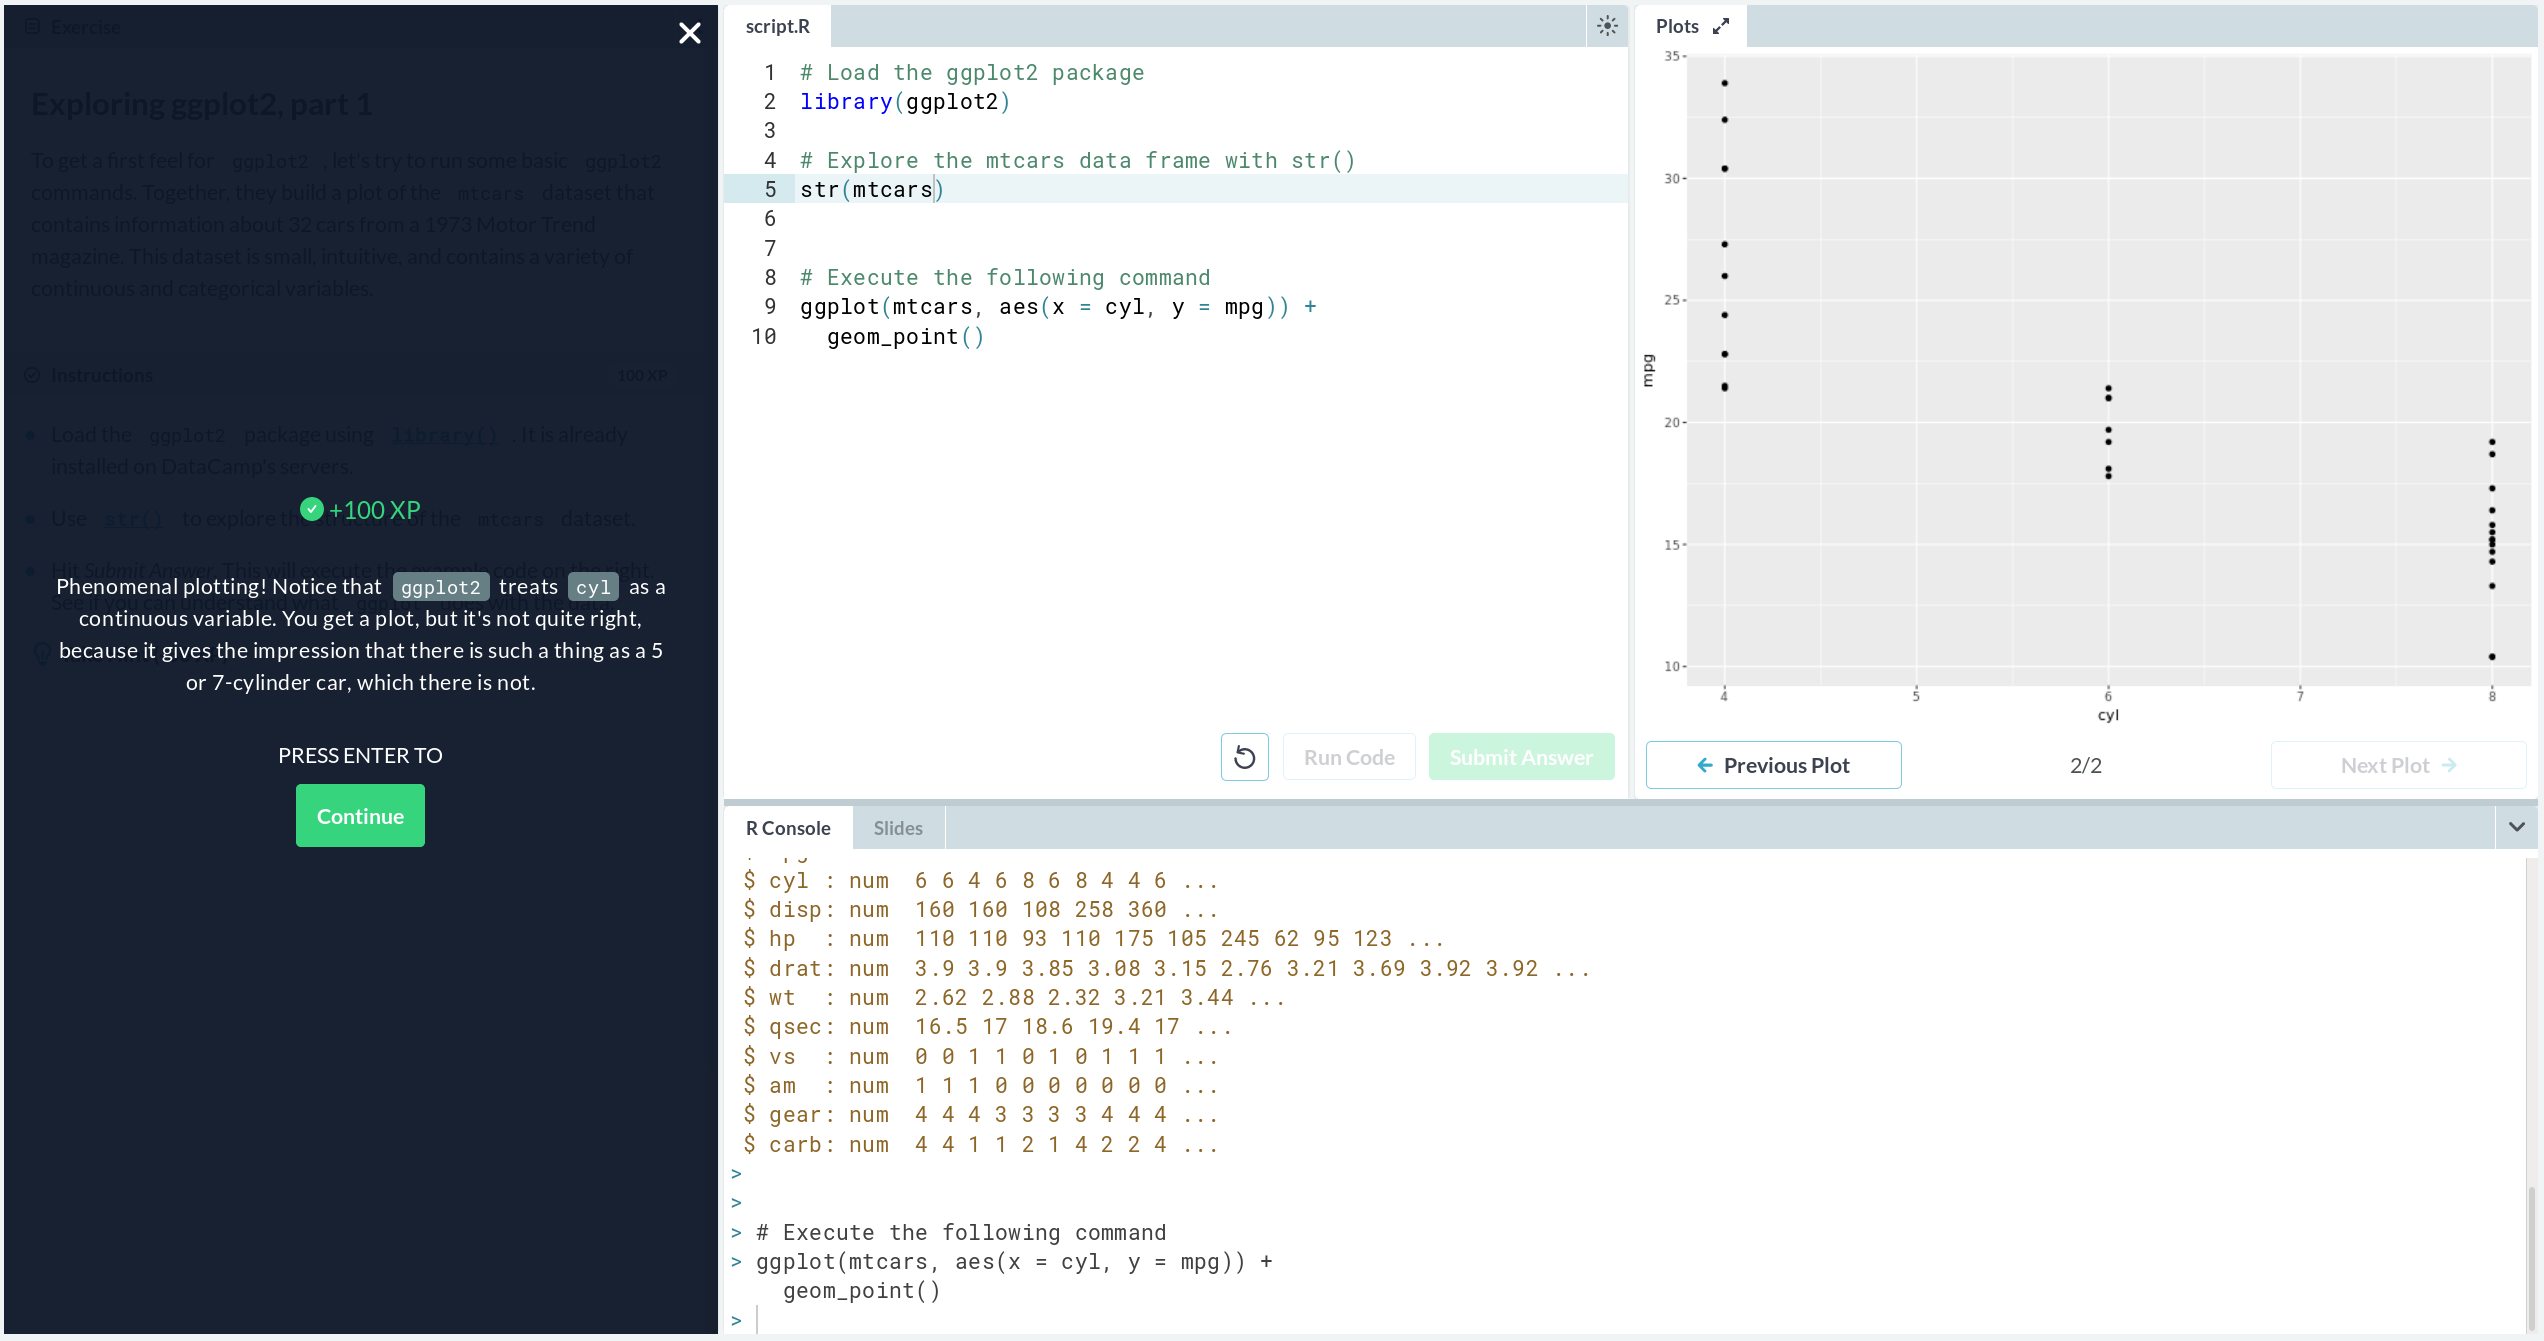 Exercise
Exploring ggplot2, part 1
To get a first feel for ggplot2 , let's try to run some basic ggplot2
commands. Together, they build a plot of the mtcars dataset that
contains information about 32 cars from a 1973 Motor Trend
magazine. This dataset is small, intuitive, and contains a variety of
continuous and categorical variables.
Instructions
100 XP
Load the ggplot2 package using library() . It is already
installed on DataCamp's servers.
Use str() to explore the structure of the mtcars dataset.
Hit Submit Answer. This will execute the example code on the right.
See if you can understand what ggplot does with the data.
+100 XP
Phenomenal plotting! Notice that ggplot2 treats cyl as a
continuous variable. You get a plot, but it's not quite right,
because it gives the impression that there is such a thing as a 5
or 7-cylinder car, which there is not.
PRESS ENTER TO
Continue
script.R
1 # Load the ggplot2 package
2 library(ggplot2)
3
4 # Explore the mtcars data frame with str()
5 str(mtcars)
6
7
8 # Execute the following command
9 ggplot(mtcars, aes(x = cyl, y = mpg)) +
10 geom_point()
Run Code
Submit Answer
Plots
35
30
25
20
15
10
mpg
4 5 6 7 8
cyl
Previous Plot
2/2
Next Plot
R Console
Slides
$ cyl : num 6 6 4 6 8 6 8 4 4 6 ...
$ disp: num 160 160 108 258 360 ...
$ hp : num 110 110 93 110 175 105 245 62 95 123 ...
$ drat: num 3.9 3.9 3.85 3.08 3.15 2.76 3.21 3.69 3.92 3.92 ...
$ wt : num 2.62 2.88 2.32 3.21 3.44 ...
$ qsec: num 16.5 17 18.6 19.4 17 ...
$ vs : num 0 0 1 1 0 1 0 1 1 1 ...
$ am : num 1 1 1 0 0 0 0 0 0 0 ...
$ gear: num 4 4 4 3 3 3 3 4 4 4 ...
$ carb: num 4 4 1 1 2 1 4 2 2 4 ...
>
>
> # Execute the following command
> ggplot(mtcars, aes(x = cyl, y = mpg)) +
geom_point()
>